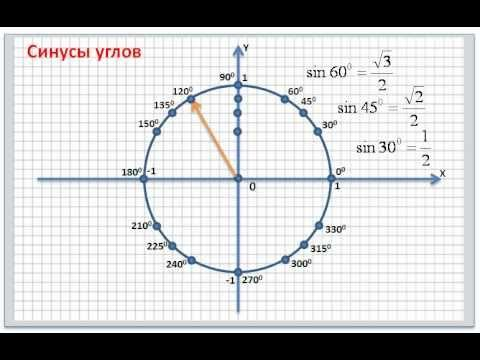 Синусы углов
Y
90⁰ 1
120⁰ 60⁰
135⁰ 45⁰
150⁰ 30⁰
sin 60⁰ = √3/2
sin 45⁰ = √2/2
sin 30⁰ = 1/2
180⁰ -1 0⁰
0 1 X
210⁰ 330⁰
225⁰ 315⁰
240⁰ 300⁰
-1 270⁰